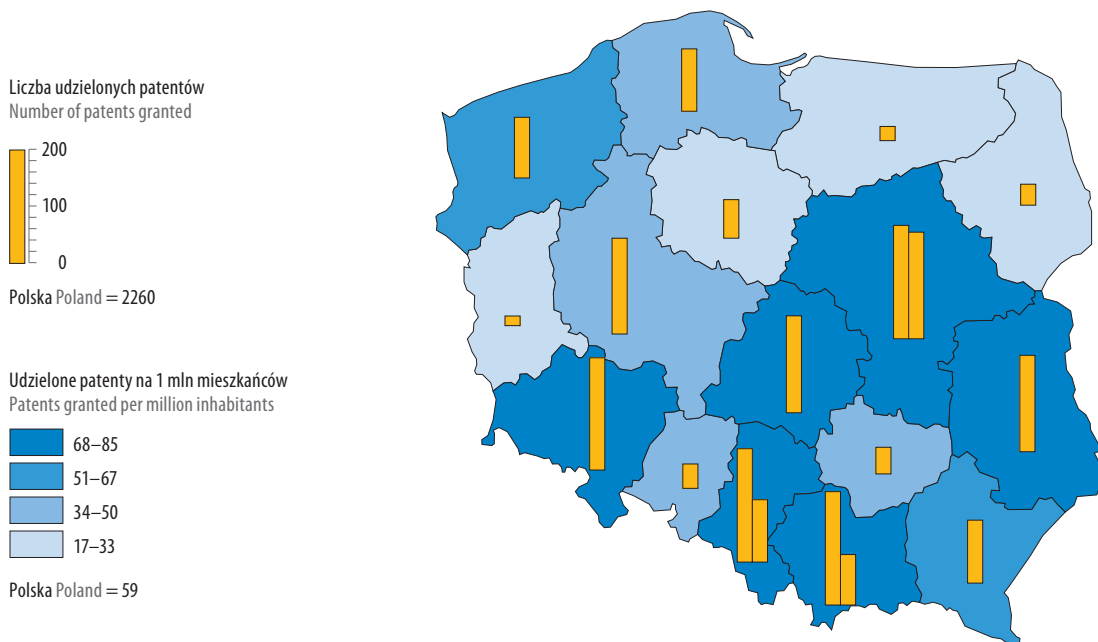 Liczba udzielonych patentów
Number of patents granted
200
100
0
Polska Poland = 2260
Udzielone patenty na 1 mln mieszkańców
Patents granted per million inhabitants
68–85
51–67
34–50
17–33
Polska Poland = 59